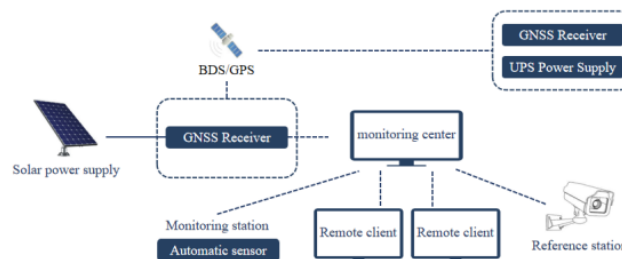 GNSS Receiver
UPS Power Supply
BDS/GPS
GNSS Receiver
monitoring center
Solar power supply
Monitoring station
Automatic sensor
Remote client
Remote client
Reference station